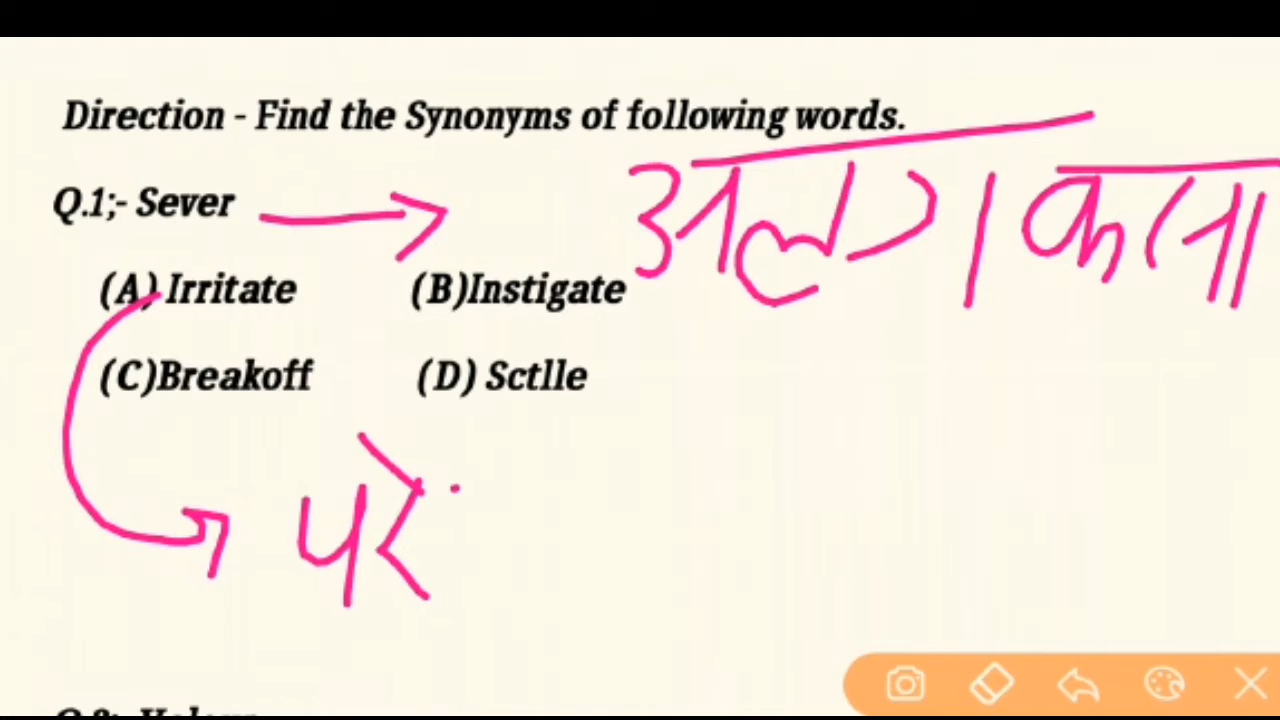 Direction - Find the Synonyms of following words.
Q.1;- Sever
अलग करना
(A) Irritate (B)Instigate
(C)Breakoff (D) Sctlle
परे